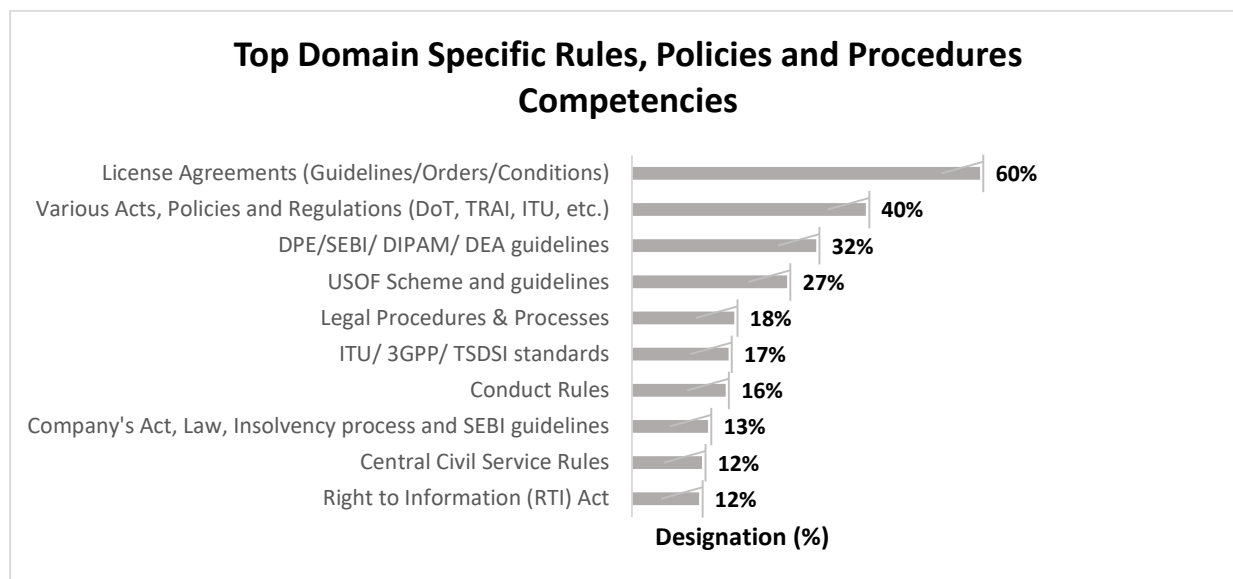 Top Domain Specific Rules, Policies and Procedures
Competencies
License Agreements (Guidelines/Orders/Conditions) 60%
Various Acts, Policies and Regulations (DoT, TRAI, ITU, etc.) 40%
DPE/SEBI/ DIPAM/ DEA guidelines 32%
USOF Scheme and guidelines 27%
Legal Procedures & Processes 18%
ITU/ 3GPP/ TSDSI standards 17%
Conduct Rules 16%
Company's Act, Law, Insolvency process and SEBI guidelines 13%
Central Civil Service Rules 12%
Right to Information (RTI) Act 12%
Designation (%)